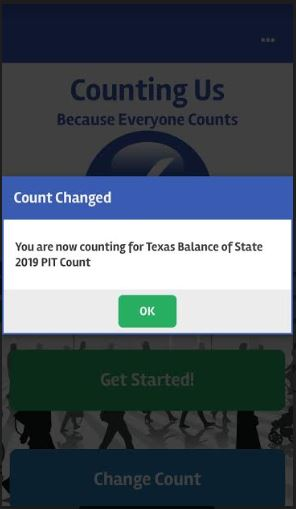 ...
Counting Us
Because Everyone Counts
Count Changed
You are now counting for Texas Balance of State
2019 PIT Count
OK
Get Started!
Change Count